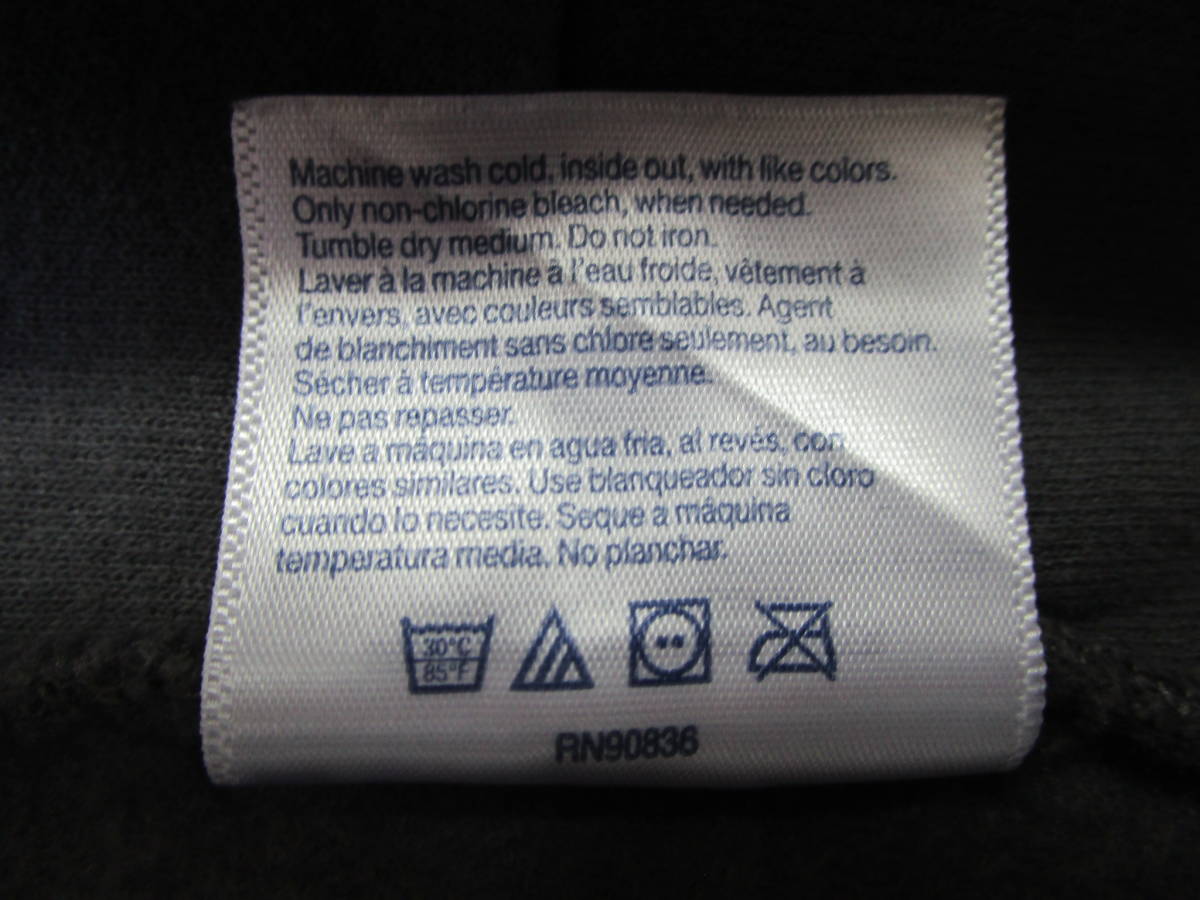 Machine wash cold, inside out, with like colors.
Only non-chlorine bleach, when needed.
Tumble dry medium. Do not iron.
Laver à la machine à l'eau froide, vêtement à
l'envers, avec couleurs semblables. Agent
de blanchiment sans chlore seulement, au besoin.
Sécher à température moyenne.
Ne pas repasser.
Lave a máquina en agua fria, al revés, con
colores similares. Use blanqueador sin cloro
cuando lo necesite. Seque a máquina
temperatura media. No planchar.
30°C
85°F
RN90836